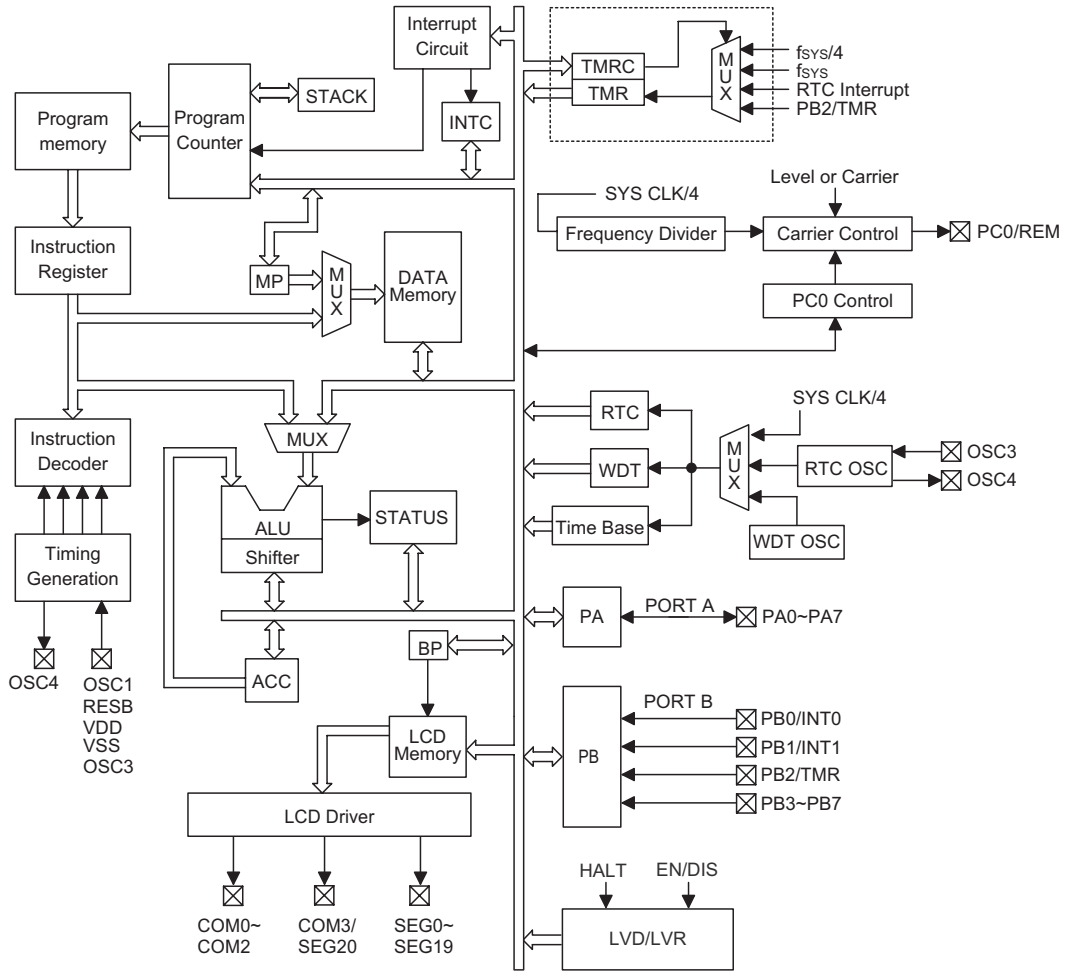 Interrupt
Circuit
STACK
Program
Counter
Program
memory
INTC
TMRC
TMR
M
U
X
fSYS/4
fSYS
RTC Interrupt
PB2/TMR
Level or Carrier
SYS CLK/4
Frequency Divider
Carrier Control
PC0/REM
PC0 Control
Instruction
Register
MP
M
U
X
DATA
Memory
MUX
Instruction
Decoder
ALU
Shifter
STATUS
Timing
Generation
OSC4
OSC1
RESB
VDD
VSS
OSC3
ACC
BP
LCD
Memory
LCD Driver
COM0~
COM2
COM3/
SEG20
SEG0~
SEG19
RTC
WDT
Time Base
M
U
X
SYS CLK/4
RTC OSC
OSC3
OSC4
WDT OSC
PA
PORT A
PA0~PA7
PB
PORT B
PB0/INT0
PB1/INT1
PB2/TMR
PB3~PB7
HALT
EN/DIS
LVD/LVR